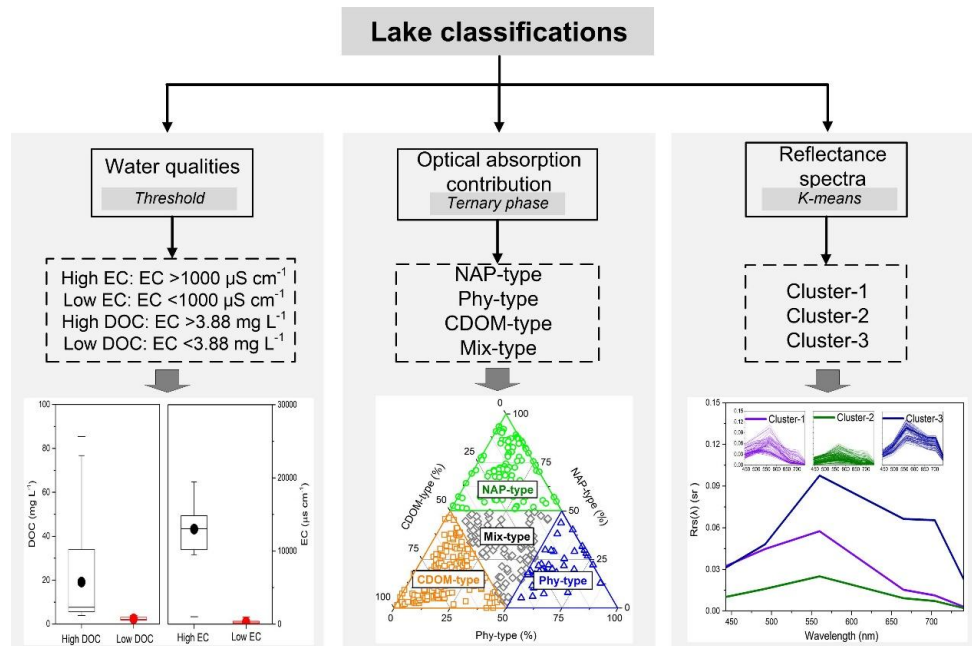 Lake classifications
Water qualities
Threshold
High EC: EC >1000 µS cm-1
Low EC: EC <1000 µS cm-1
High DOC: EC >3.88 mg L-1
Low DOC: EC <3.88 mg L-1
100
80
60
40
20
0
DOC (mg L-1)
30000
20000
10000
0
EC (µs cm-1)
High DOC
Low DOC
High EC
Low EC
Optical absorption
contribution
Ternary phase
NAP-type
Phy-type
CDOM-type
Mix-type
0
100
25
75
50
50
75
25
100
0
0
25
50
75
100
CDOM-type (%)
NAP-type (%)
Phy-type (%)
NAP-type
Mix-type
CDOM-type
Phy-type
Reflectance
spectra
K-means
Cluster-1
Cluster-2
Cluster-3
0.15
0.12
0.09
0.06
0.03
0.00
Rrs(λ) (sr )
Cluster-1
Cluster-2
Cluster-3
450
500
550
600
650
700
Wavelength (nm)